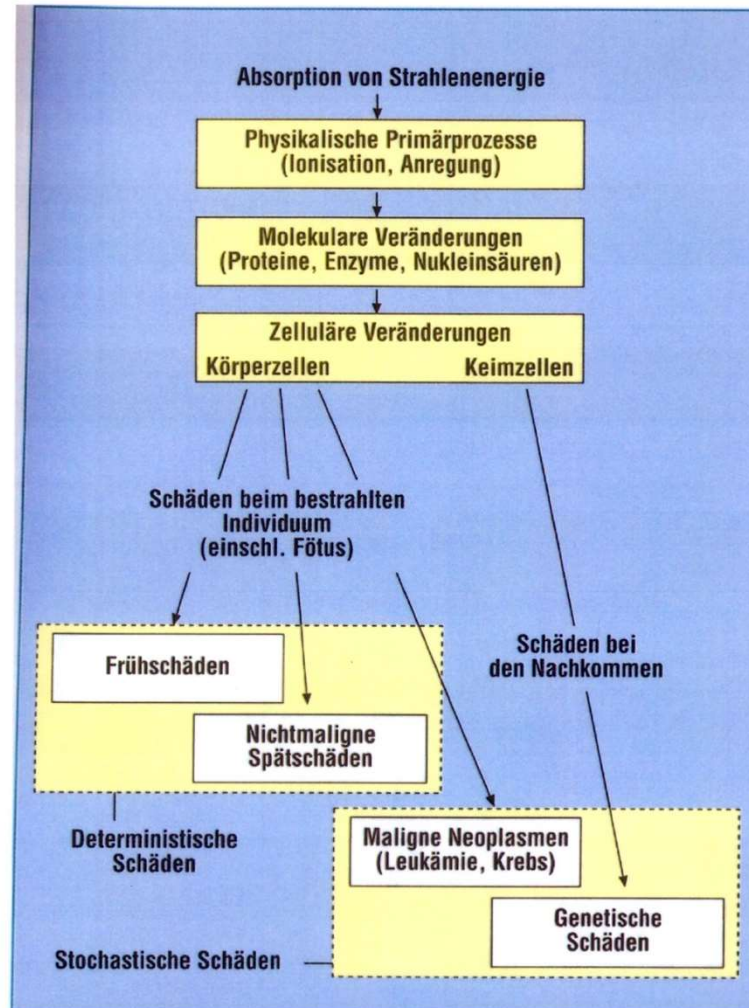 Absorption von Strahlenenergie
Physikalische Primärprozesse
(Ionisation, Anregung)
Molekulare Veränderungen
(Proteine, Enzyme, Nukleinsäuren)
Zelluläre Veränderungen
Körperzellen Keimzellen
Schäden beim bestrahlten
Individuum
(einschl. Fötus)
Schäden bei
den Nachkommen
Frühschäden
Nichtmaligne
Spätschäden
Deterministische
Schäden
Maligne Neoplasmen
(Leukämie, Krebs)
Genetische
Schäden
Stochastische Schäden